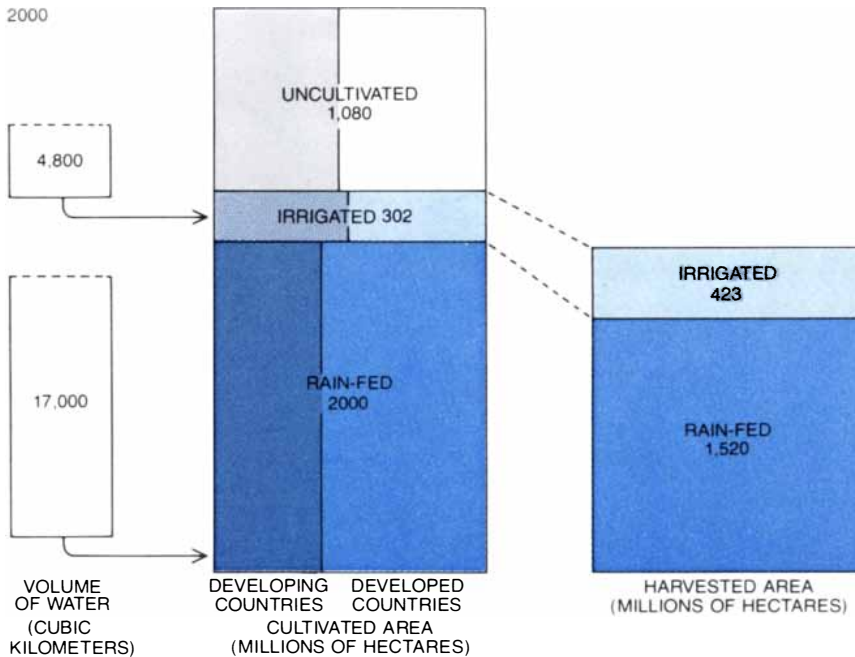 2000
UNCULTIVATED
1,080
4,800
IRRIGATED 302
IRRIGATED
423
17,000
RAIN-FED
2000
RAIN-FED
1,520
VOLUME
OF WATER
(CUBIC
KILOMETERS)
DEVELOPING
COUNTRIES
DEVELOPED
COUNTRIES
CULTIVATED AREA
(MILLIONS OF HECTARES)
HARVESTED AREA
(MILLIONS OF HECTARES)